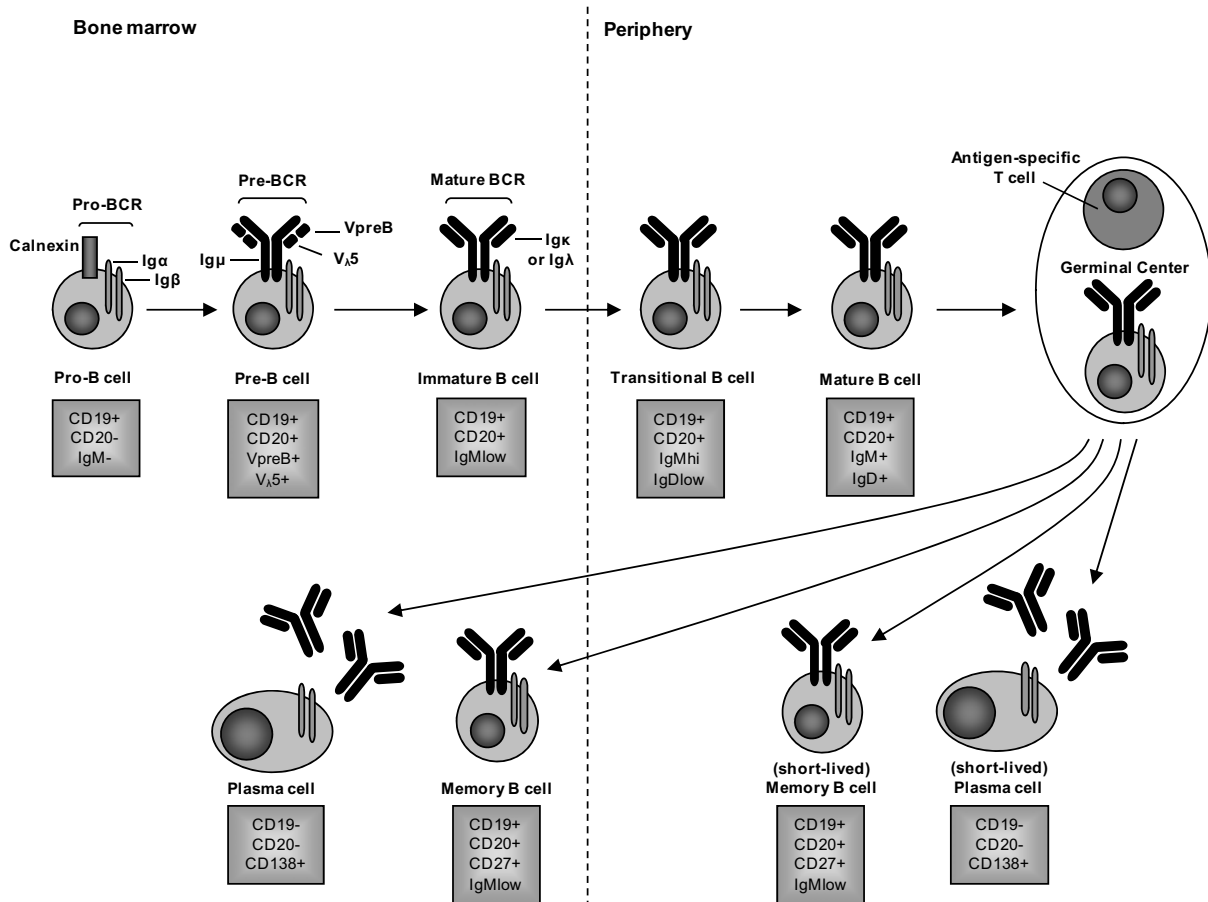 Bone marrow
Periphery
Antigen-specific
T cell
Pro-BCR
Pre-BCR
Mature BCR
Calnexin
Igα
Igβ
Igμ
VpreB
Vλ5
Igκ
or Igλ
Germinal Center
Pro-B cell
CD19+
CD20-
IgM-
Pre-B cell
CD19+
CD20+
VpreB+
Vλ5+
Immature B cell
CD19+
CD20+
IgMlow
Transitional B cell
CD19+
CD20+
IgMhi
IgDlow
Mature B cell
CD19+
CD20+
IgM+
IgD+
Plasma cell
CD19-
CD20-
CD138+
Memory B cell
CD19+
CD20+
CD27+
IgMlow
(short-lived)
Memory B cell
CD19+
CD20+
CD27+
IgMlow
(short-lived)
Plasma cell
CD19-
CD20-
CD138+